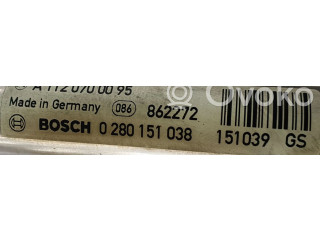 A 112 070 00 95
Made in Germany 086 862272
BOSCH 0 280 151 038 151039 GS
Ovoko